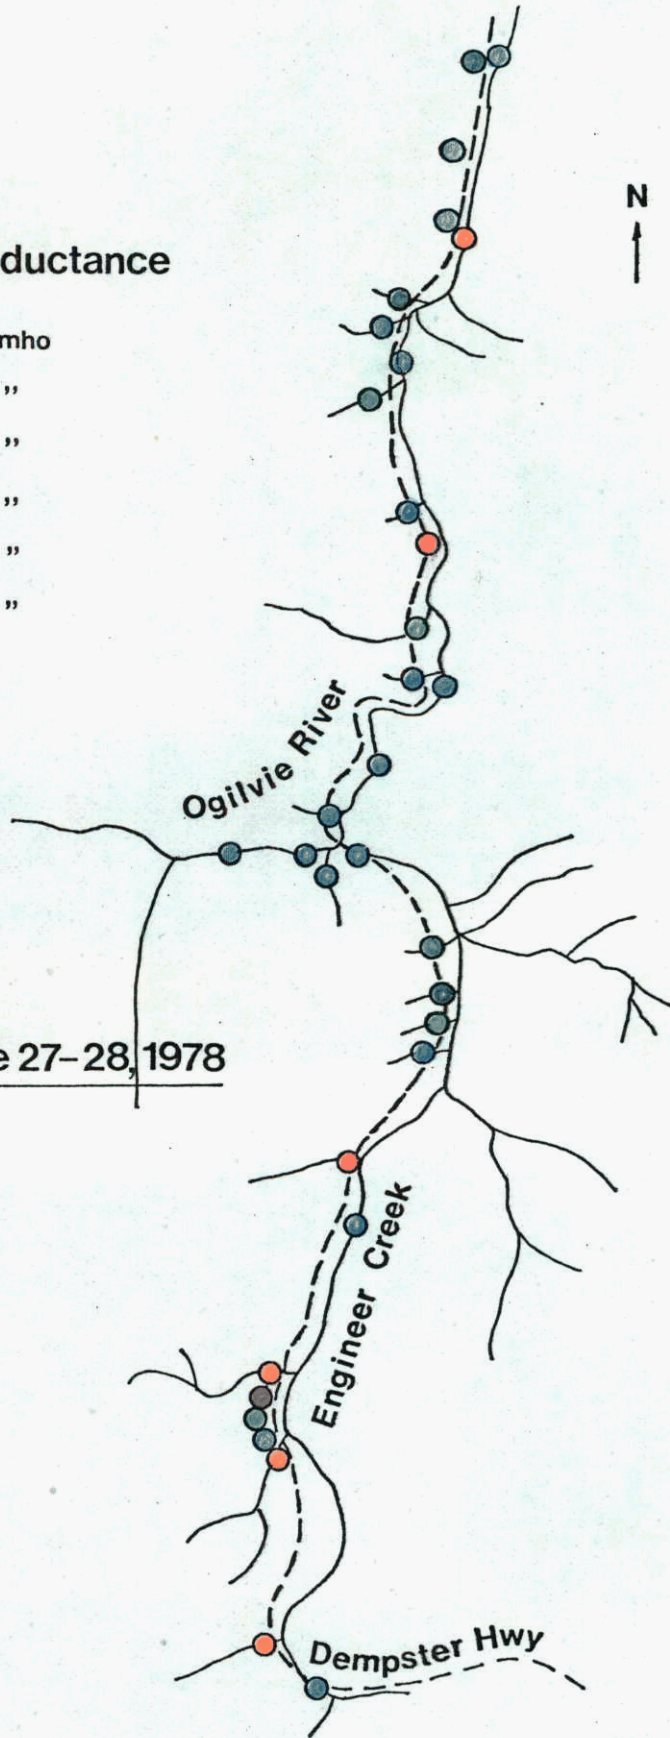 N
ductance
mho
„
„
„
„
„
Ogilvie River
e 27–28, 1978
Engineer Creek
Dempster Hwy